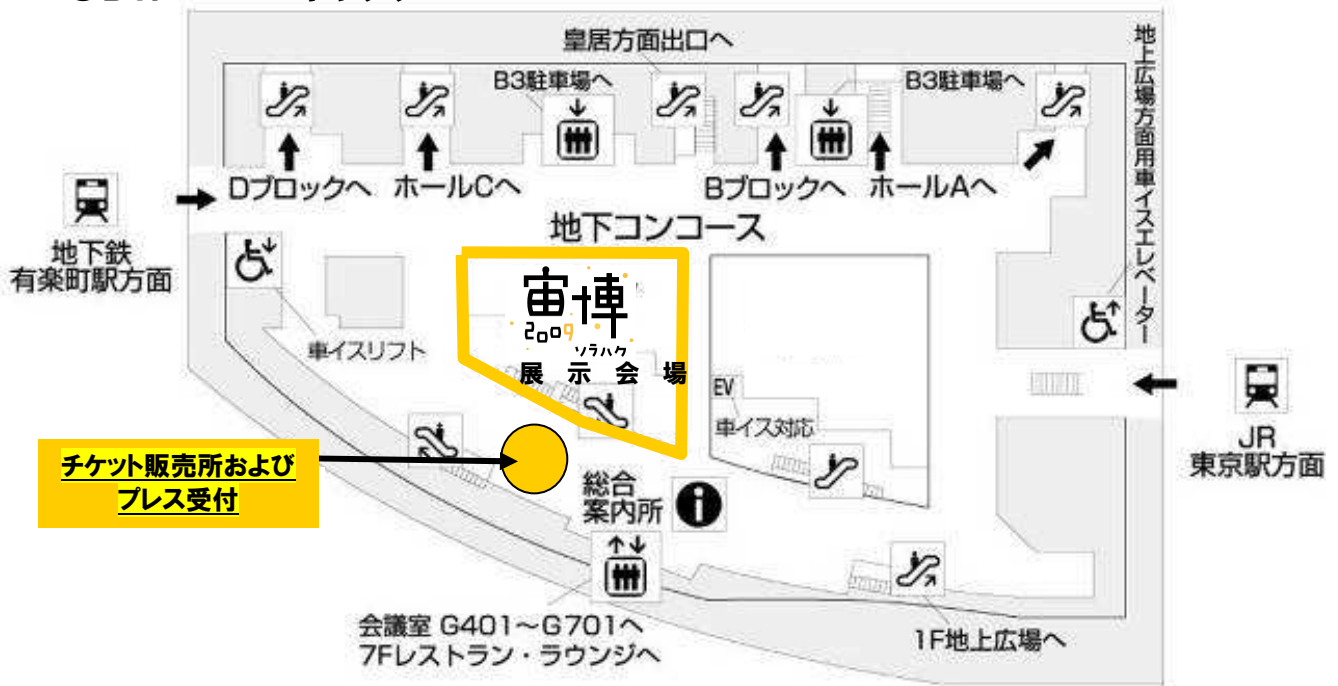 皇居方面出口へ
B3駐車場へ
B3駐車場へ
地上広場方面用車イスエレベーター
Dブロックへ
ホールCへ
Bブロックへ
ホールAへ
地下鉄
有楽町駅方面
地下コンコース
宙博
2009
ソラハク
展示会場
車イスリフト
EV
車イス対応
JR
東京駅方面
チケット販売所および
プレス受付
総合
案内所
i
会議室 G401〜G701へ
7Fレストラン・ラウンジへ
1F地上広場へ